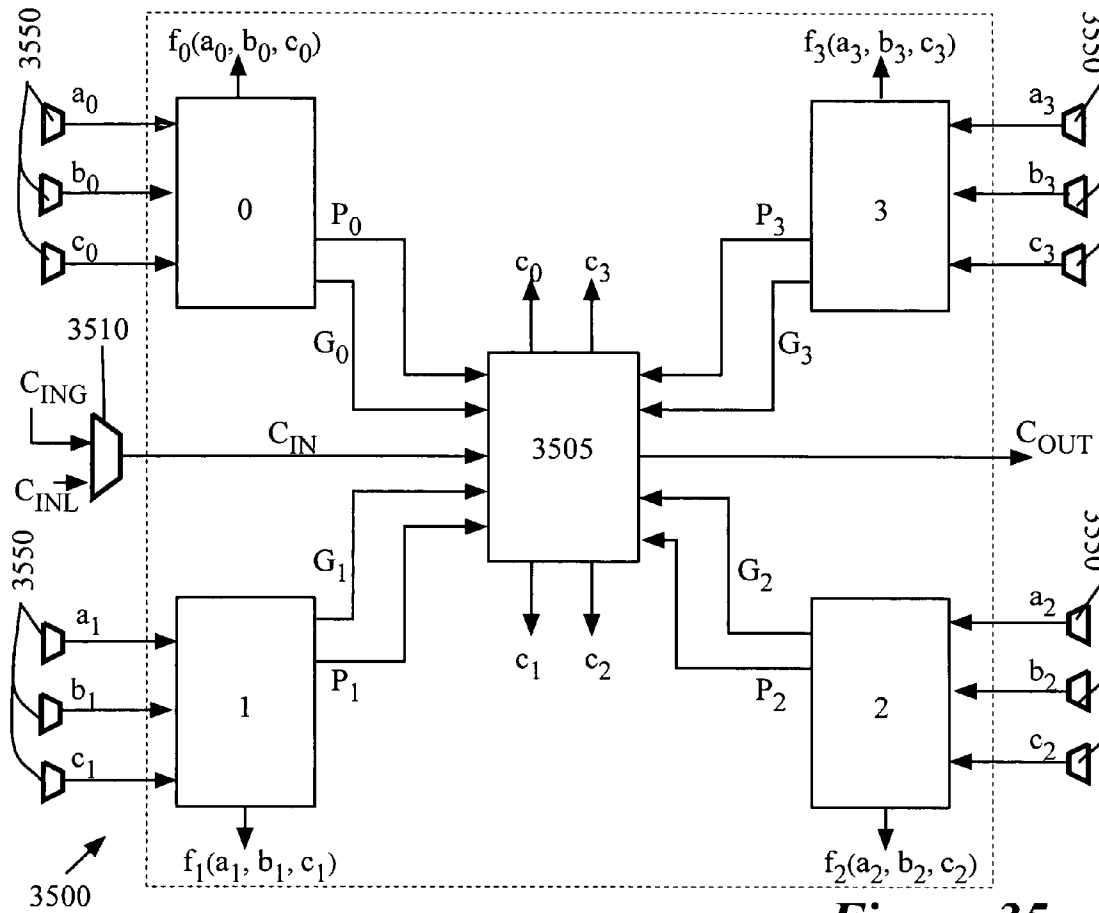 3550
f0(a0, b0, c0)
f3(a3, b3, c3)
3550
a0
b0
c0
0
P0
G0
a3
b3
c3
3
P3
G3
c0
c3
3510
CING
CINL
CIN
3505
COUT
3550
G1
P1
a1
b1
c1
1
c1
c2
3550
G2
P2
a2
b2
c2
2
f1(a1, b1, c1)
f2(a2, b2, c2)
3500